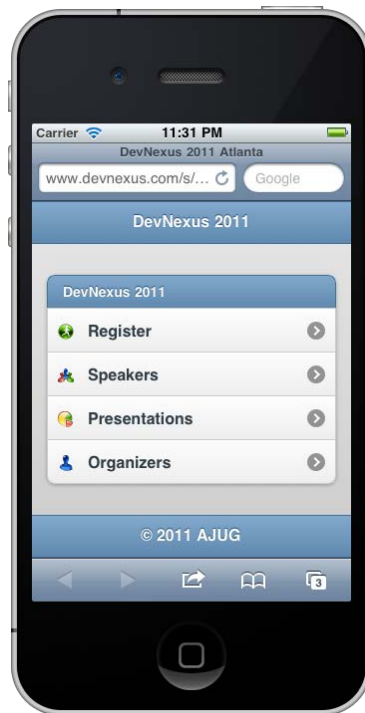 Carrier 11:31 PM
DevNexus 2011 Atlanta
www.devnexus.com/s/... Google
DevNexus 2011
DevNexus 2011
Register
Speakers
Presentations
Organizers
© 2011 AJUG
3